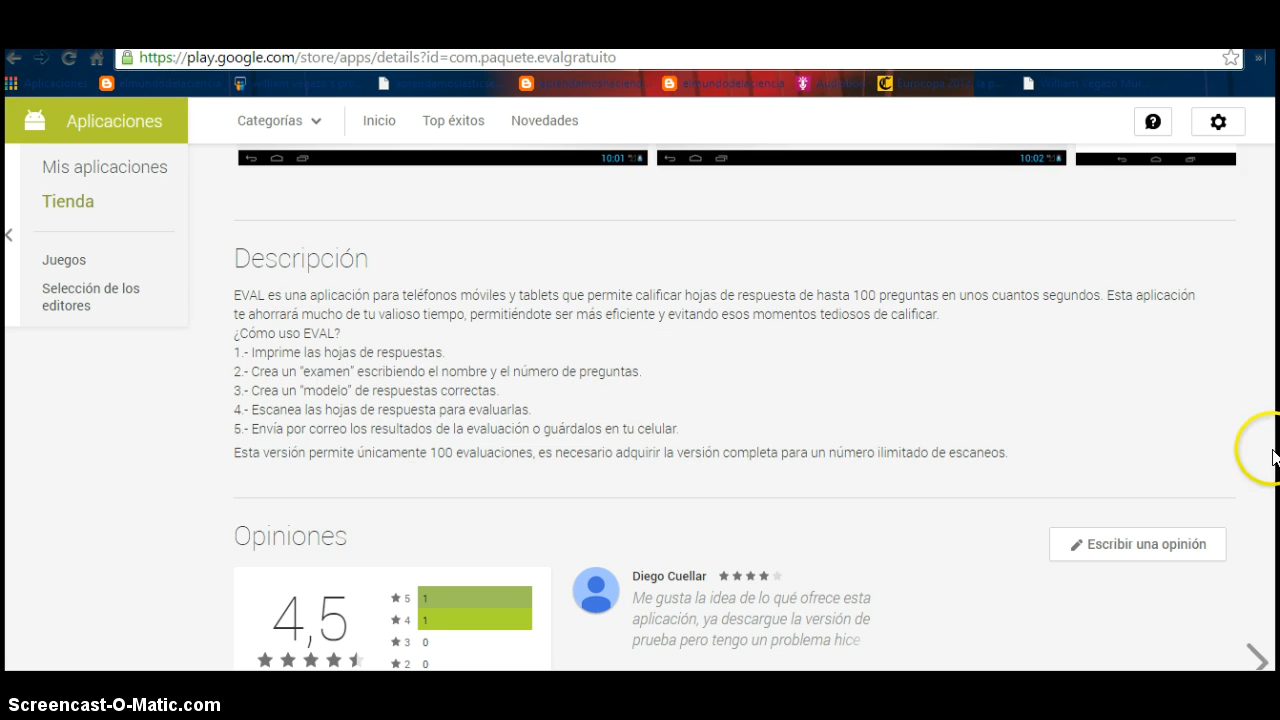 https://play.google.com/store/apps/details?id=com.paquete.evalgratuito
Aplicaciones
Aplicaciones
Categorías
Inicio
Top éxitos
Novedades
Mis aplicaciones
Tienda
Juegos
Selección de los
editores
10:01
10:02
Descripción
EVAL es una aplicación para teléfonos móviles y tablets que permite calificar hojas de respuesta de hasta 100 preguntas en unos cuantos segundos. Esta aplicación
te ahorrará mucho de tu valioso tiempo, permitiéndote ser más eficiente y evitando esos momentos tediosos de calificar.
¿Cómo uso EVAL?
1.- Imprime las hojas de respuestas.
2.- Crea un “examen” escribiendo el nombre y el número de preguntas.
3.- Crea un “modelo” de respuestas correctas.
4.- Escanea las hojas de respuesta para evaluarlas.
5.- Envía por correo los resultados de la evaluación o guárdalos en tu celular.
Esta versión permite únicamente 100 evaluaciones, es necesario adquirir la versión completa para un número ilimitado de escaneos.
Opiniones
Escribir una opinión
4,5
5 1
4 1
3 0
2 0
Diego Cuellar
Me gusta la idea de lo qué ofrece esta
aplicación, ya descargue la versión de
prueba pero tengo un problema hice
Screencast-O-Matic.com